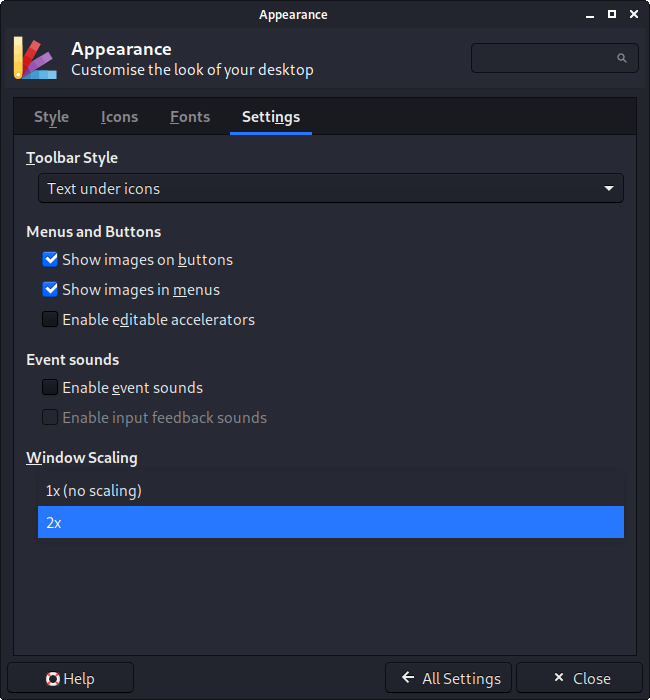 Appearance
Appearance
Customise the look of your desktop
Style Icons Fonts Settings
Toolbar Style
Text under icons
Menus and Buttons
Show images on buttons
Show images in menus
Enable editable accelerators
Event sounds
Enable event sounds
Enable input feedback sounds
Window Scaling
1x (no scaling)
2x
Help All Settings Close